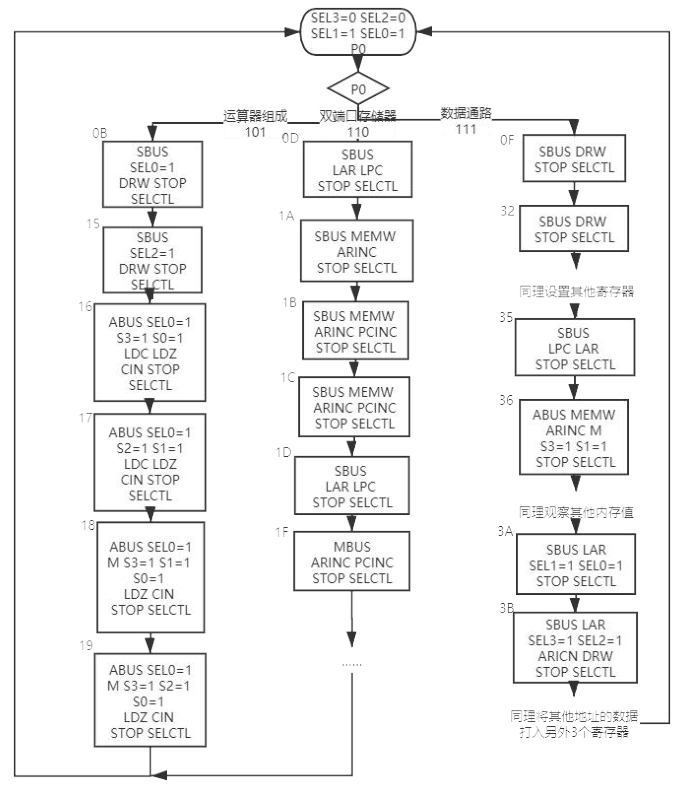 SEL3=0 SEL2=0
SEL1=1 SEL0=1
P0
P0
运算器组成
101
双端口存储器
110
数据通路
111
0B
SBUS
SEL0=1
DRW STOP
SELCTL
15
SBUS
SEL2=1
DRW STOP
SELCTL
16
ABUS SEL0=1
S3=1 S0=1
LDC LDZ
CIN STOP
SELCTL
17
ABUS SEL0=1
S2=1 S1=1
LDC LDZ
CIN STOP
SELCTL
18
ABUS SEL0=1
M S3=1 S1=1
S0=1
LDZ CIN
STOP SELCTL
19
ABUS SEL0=1
M S3=1 S2=1
S0=1
LDZ CIN
STOP SELCTL
0D
SBUS
LAR LPC
STOP SELCTL
1A
SBUS MEMW
ARINC
STOP SELCTL
1B
SBUS MEMW
ARINC PCINC
STOP SELCTL
1C
SBUS MEMW
ARINC PCINC
STOP SELCTL
1D
SBUS
LAR LPC
STOP SELCTL
1F
MBUS
ARINC PCINC
STOP SELCTL
......
0F
SBUS DRW
STOP SELCTL
32
SBUS DRW
STOP SELCTL
同理设置其他寄存器
35
SBUS
LPC LAR
STOP SELCTL
36
ABUS MEMW
ARINC M
S3=1 S1=1
STOP SELCTL
同理观察其他内存值
3A
SBUS LAR
SEL1=1 SEL0=1
STOP SELCTL
3B
SBUS LAR
SEL3=1 SEL2=1
ARICN DRW
STOP SELCTL
同理将其他地址的数据
打入另外3个寄存器